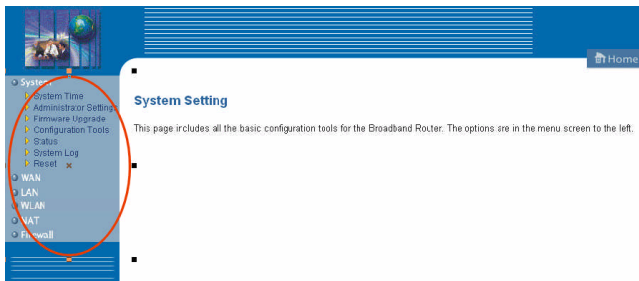 Home
System
System Time
Administrator Settings
Firmware Upgrade
Configuration Tools
Status
System Log
Reset
WAN
LAN
WLAN
NAT
Firewall
System Setting
This page includes all the basic configuration tools for the Broadband Router. The options are in the menu screen to the left.